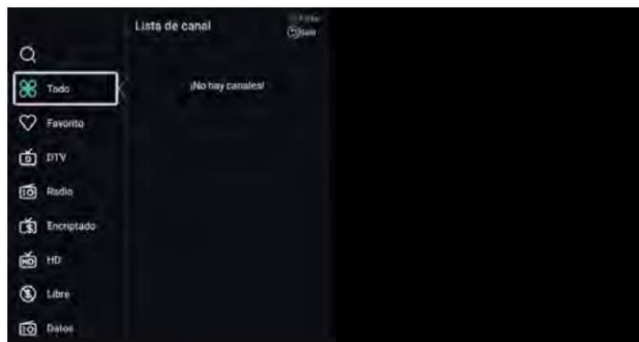 Lista de canal
Salir
Todo
¡No hay canales!
Favorito
DTV
Radio
Encriptado
HD
Libre
Datos